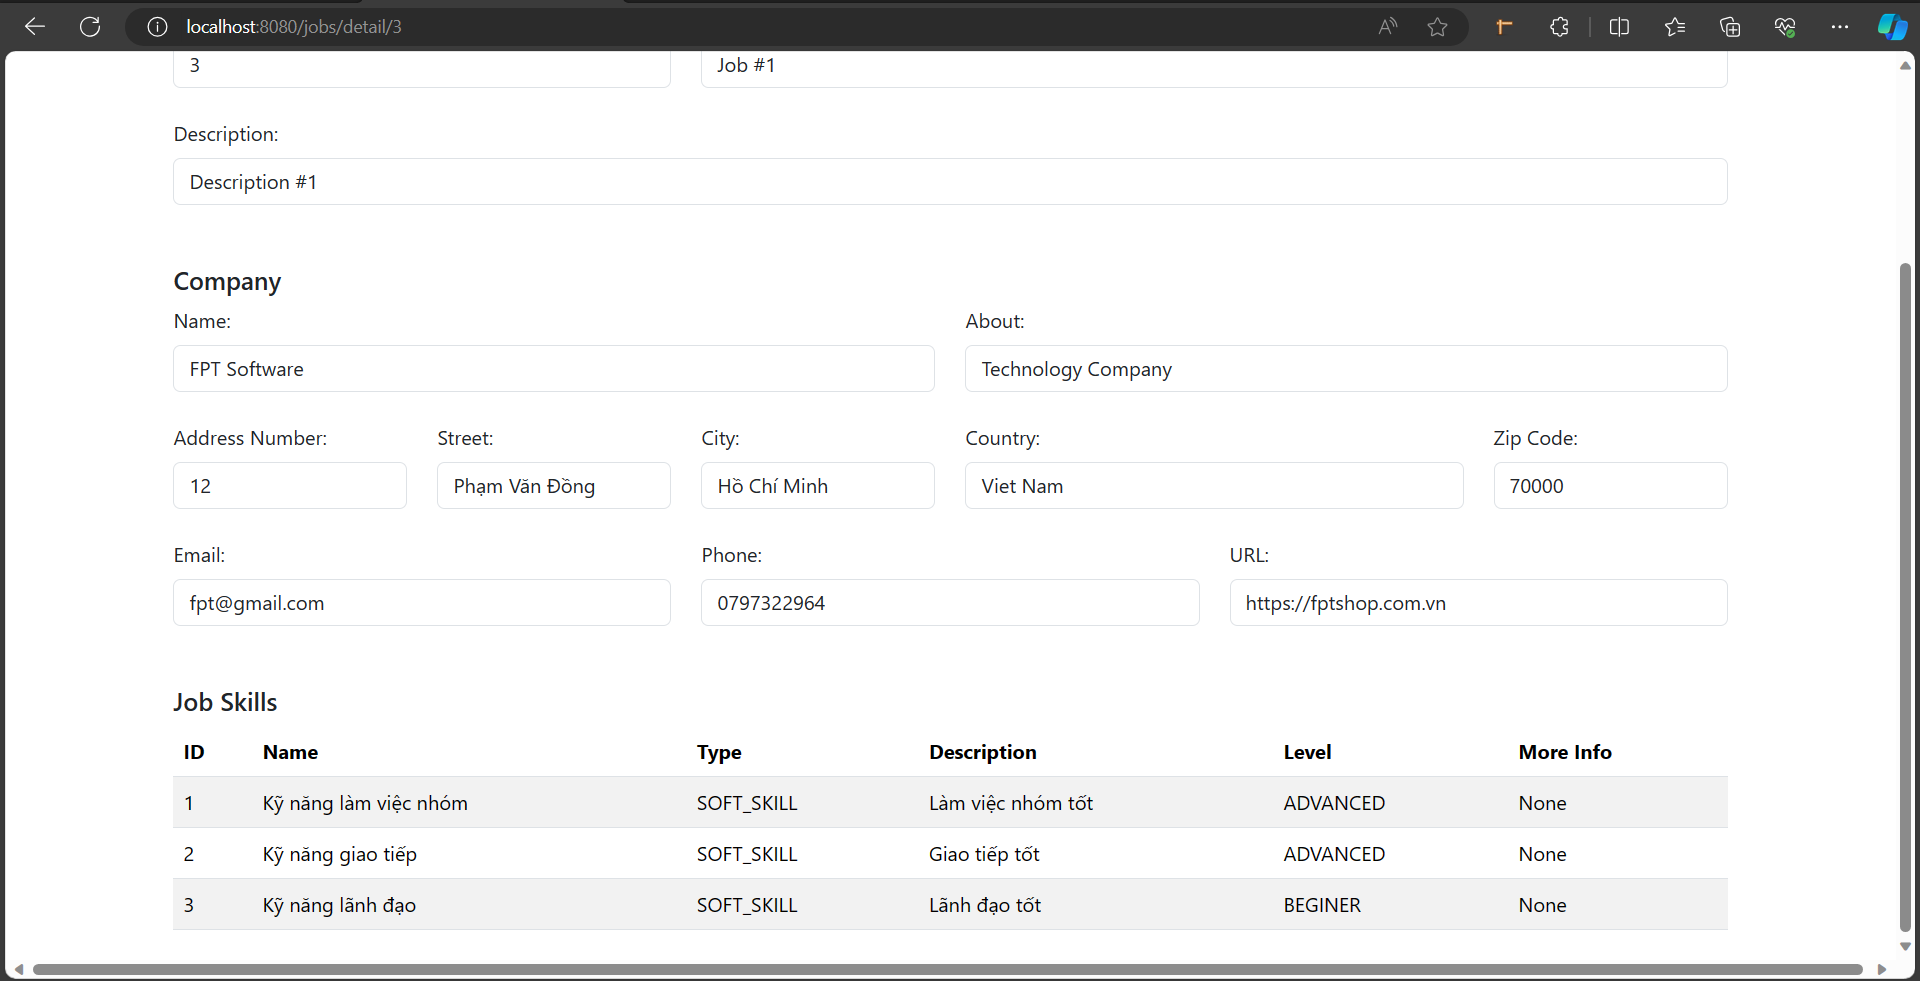 localhost:8080/jobs/detail/3
3 Job #1
Description:
Description #1
Company
Name: About:
FPT Software Technology Company
Address Number: Street: City: Country: Zip Code:
12 Phạm Văn Đồng Hồ Chí Minh Viet Nam 70000
Email: Phone: URL:
fpt@gmail.com 0797322964 https://fptshop.com.vn
Job Skills
ID Name Type Description Level More Info
1 Kỹ năng làm việc nhóm SOFT_SKILL Làm việc nhóm tốt ADVANCED None
2 Kỹ năng giao tiếp SOFT_SKILL Giao tiếp tốt ADVANCED None
3 Kỹ năng lãnh đạo SOFT_SKILL Lãnh đạo tốt BEGINER None